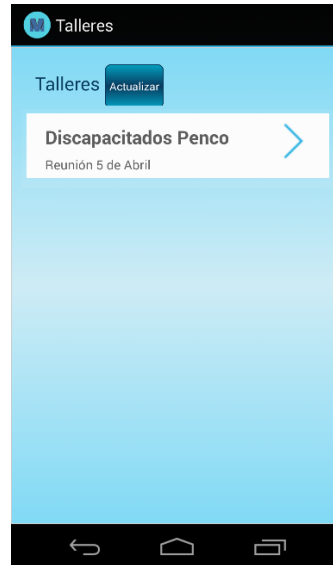 M Talleres
Talleres Actualizar
Discapacitados Penco
Reunión 5 de Abril